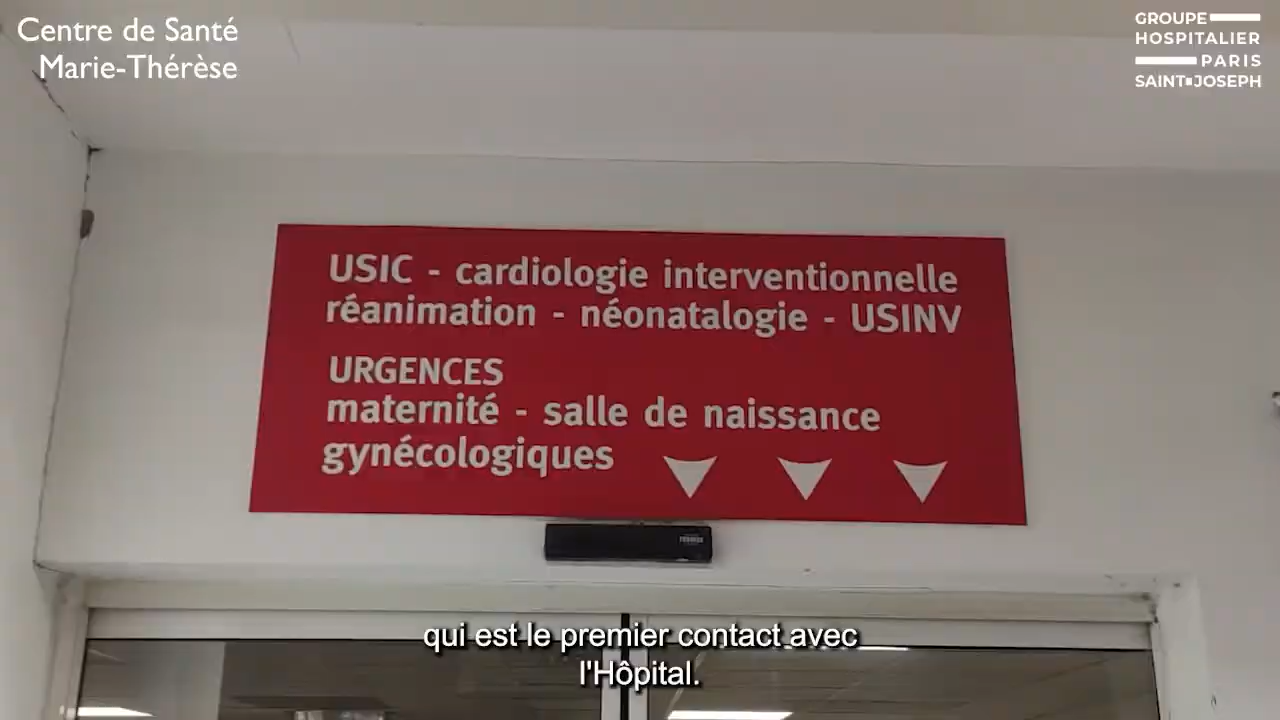 Centre de Santé
Marie-Thérèse
GROUPE
HOSPITALIER
PARIS
SAINT JOSEPH
USIC - cardiologie interventionnelle
réanimation - néonatalogie - USINV
URGENCES
maternité - salle de naissance
gynécologiques
qui est le premier contact avec
l'Hôpital.